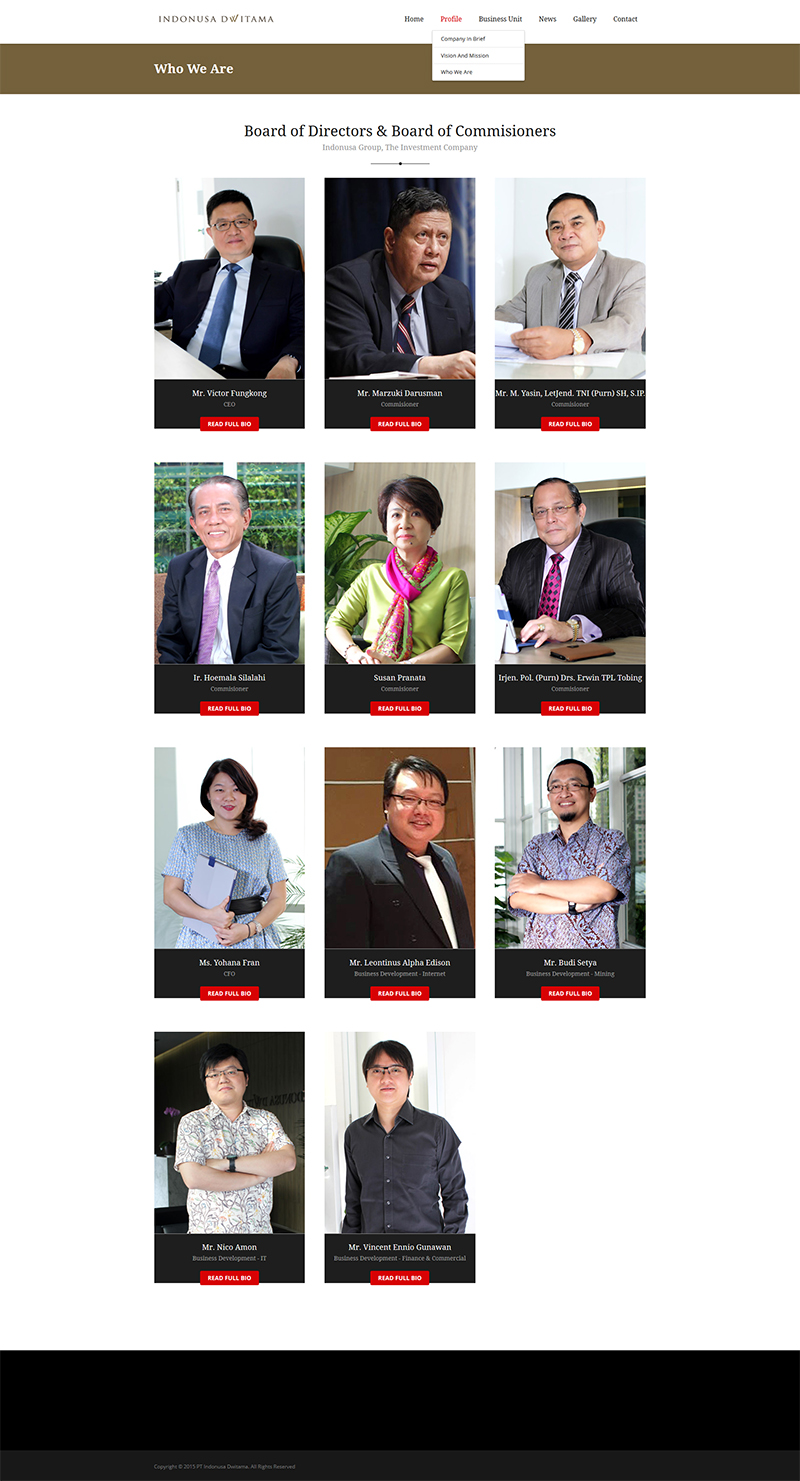 INDONUSA DWITAMA
Home Profile Business Unit News Gallery Contact
Company in Brief
Vision And Mission
Who We Are
Who We Are
Board of Directors & Board of Commisioners
Indonusa Group, The Investment Company
Mr. Victor Fungkong
CEO
READ FULL BIO
Mr. Marzuki Darusman
Commisioner
READ FULL BIO
Mr. M. Yasin, LetJend. TNI (Purn) SH, S.IP.
Commisioner
READ FULL BIO
Ir. Hoemala Silalahi
Commisioner
READ FULL BIO
Susan Pranata
Commisioner
READ FULL BIO
Irjen. Pol. (Purn) Drs. Erwin TPL Tobing
Commisioner
READ FULL BIO
Ms. Yohana Fran
CFO
READ FULL BIO
Mr. Leontinus Alpha Edison
Business Development - Internet
READ FULL BIO
Mr. Budi Setya
Business Development - Mining
READ FULL BIO
Mr. Nico Amon
Business Development - IT
READ FULL BIO
Mr. Vincent Ennio Gunawan
Business Development - Finance & Commercial
READ FULL BIO
Copyright © 2015 PT Indonusa Dwitama. All Rights Reserved